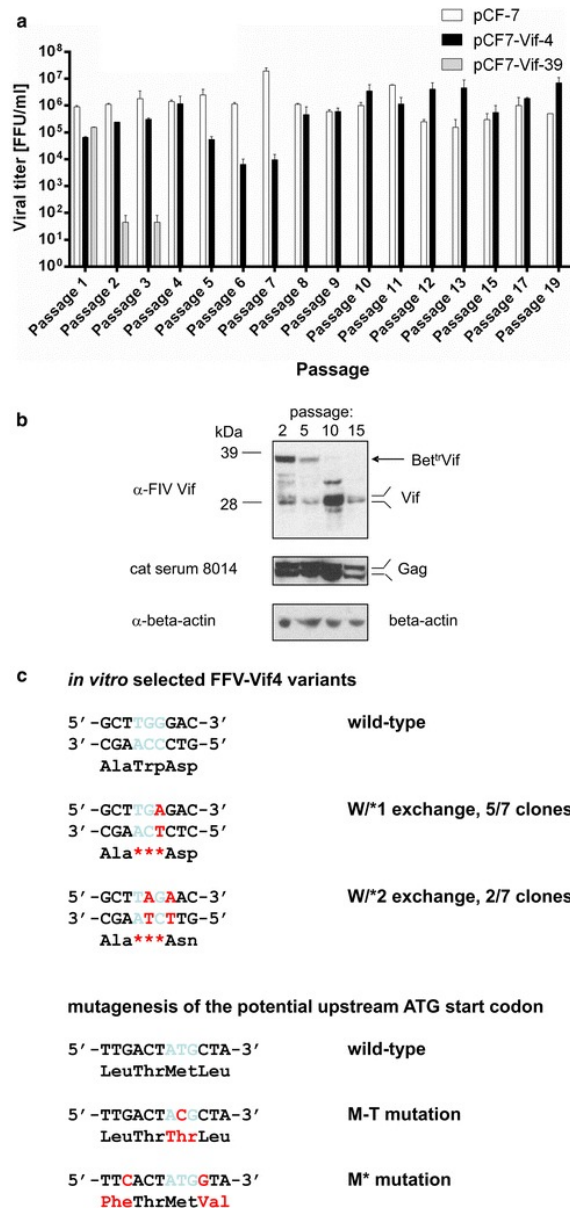 a
pCF-7
pCF7-Vif-4
pCF7-Vif-39
Viral titer [FFU/ml]
10⁸
10⁷
10⁶
10⁵
10⁴
10³
10²
10¹
10⁰
Passage 1
Passage 2
Passage 3
Passage 4
Passage 5
Passage 6
Passage 7
Passage 8
Passage 9
Passage 10
Passage 11
Passage 12
Passage 13
Passage 15
Passage 17
Passage 19
Passage
b
passage:
kDa 2 5 10 15
39
BetᵗʳVif
α-FIV Vif
Vif
28
cat serum 8014 Gag
α-beta-actin beta-actin
c in vitro selected FFV-Vif4 variants
5'-GCTTGGGAC-3' wild-type
3'-CGAACCCTG-5'
AlaTrpAsp
5'-GCTTGAGAC-3' W/*1 exchange, 5/7 clones
3'-CGAACTCTC-5'
Ala***Asp
5'-GCTTAGAAC-3' W/*2 exchange, 2/7 clones
3'-CGAATCTTG-5'
Ala***Asn
mutagenesis of the potential upstream ATG start codon
5'-TTGACTATGCTA-3' wild-type
LeuThrMetLeu
5'-TTGACTACGCTA-3' M-T mutation
LeuThrThrLeu
5'-TTCACTATGGTA-3' M* mutation
PheThrMetVal